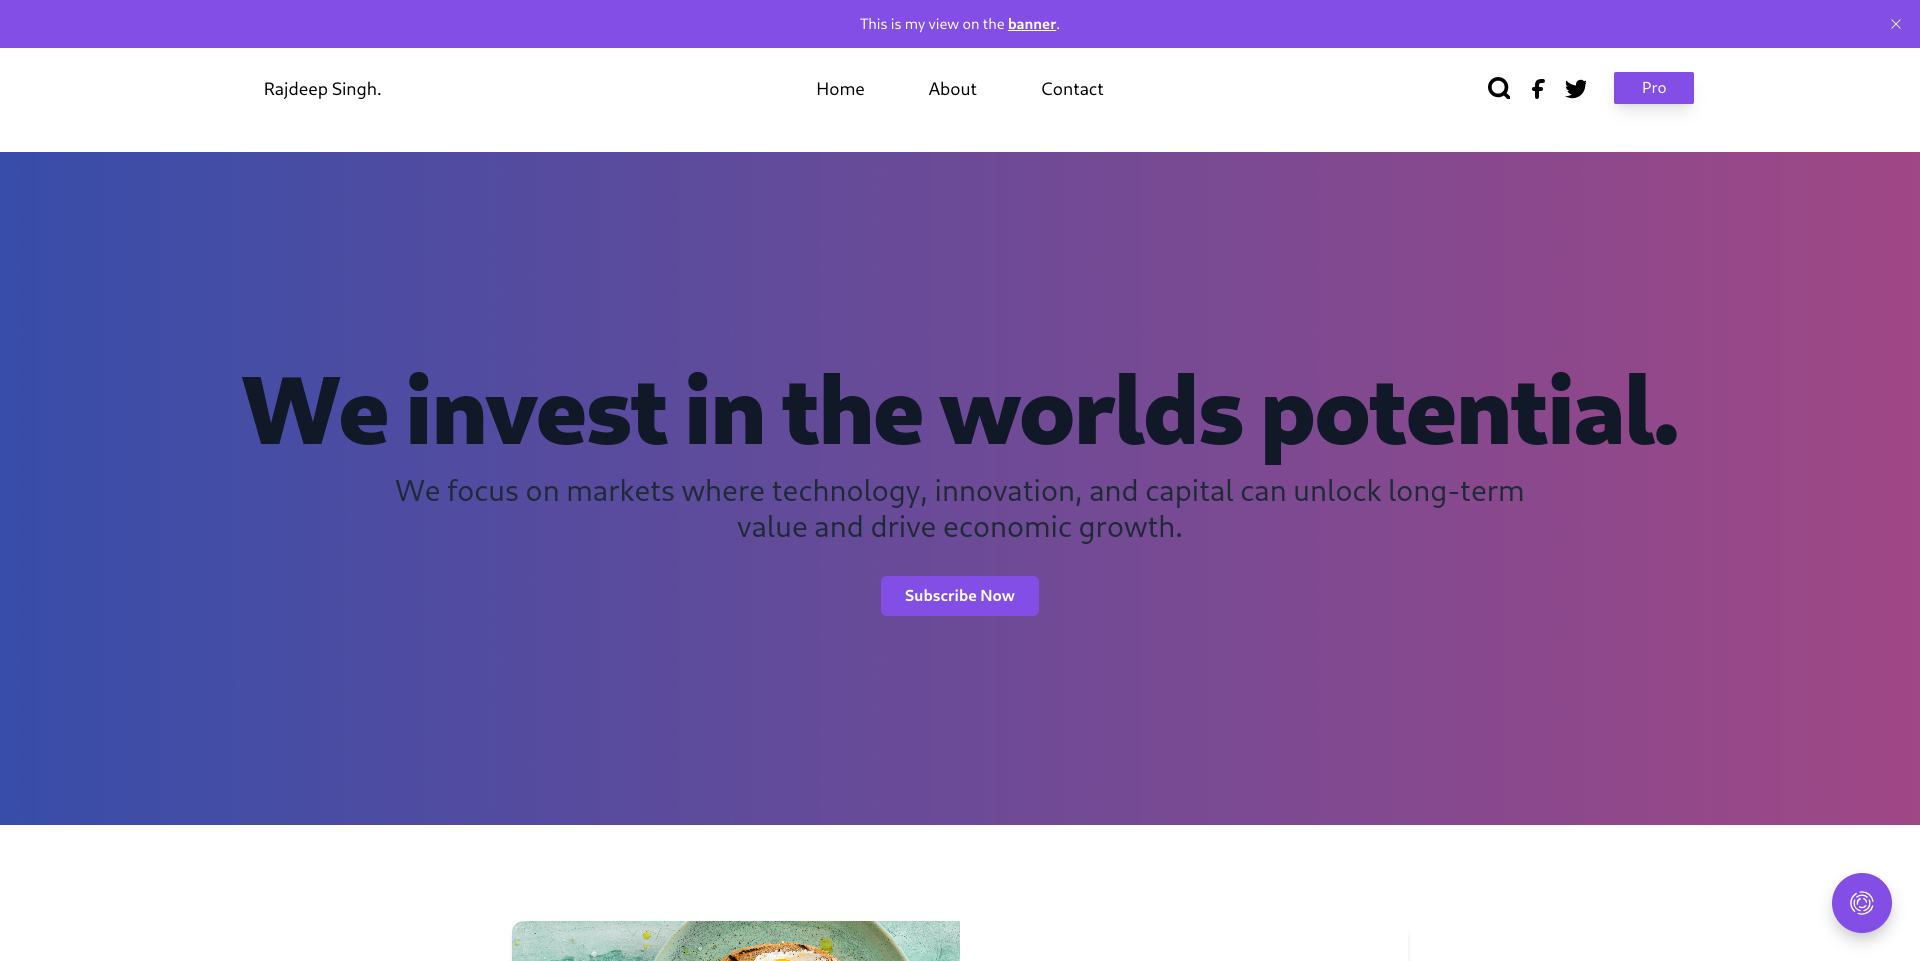 This is my view on the banner.
Rajdeep Singh.
Home
About
Contact
Pro
We invest in the worlds potential.
We focus on markets where technology, innovation, and capital can unlock long-term
value and drive economic growth.
Subscribe Now